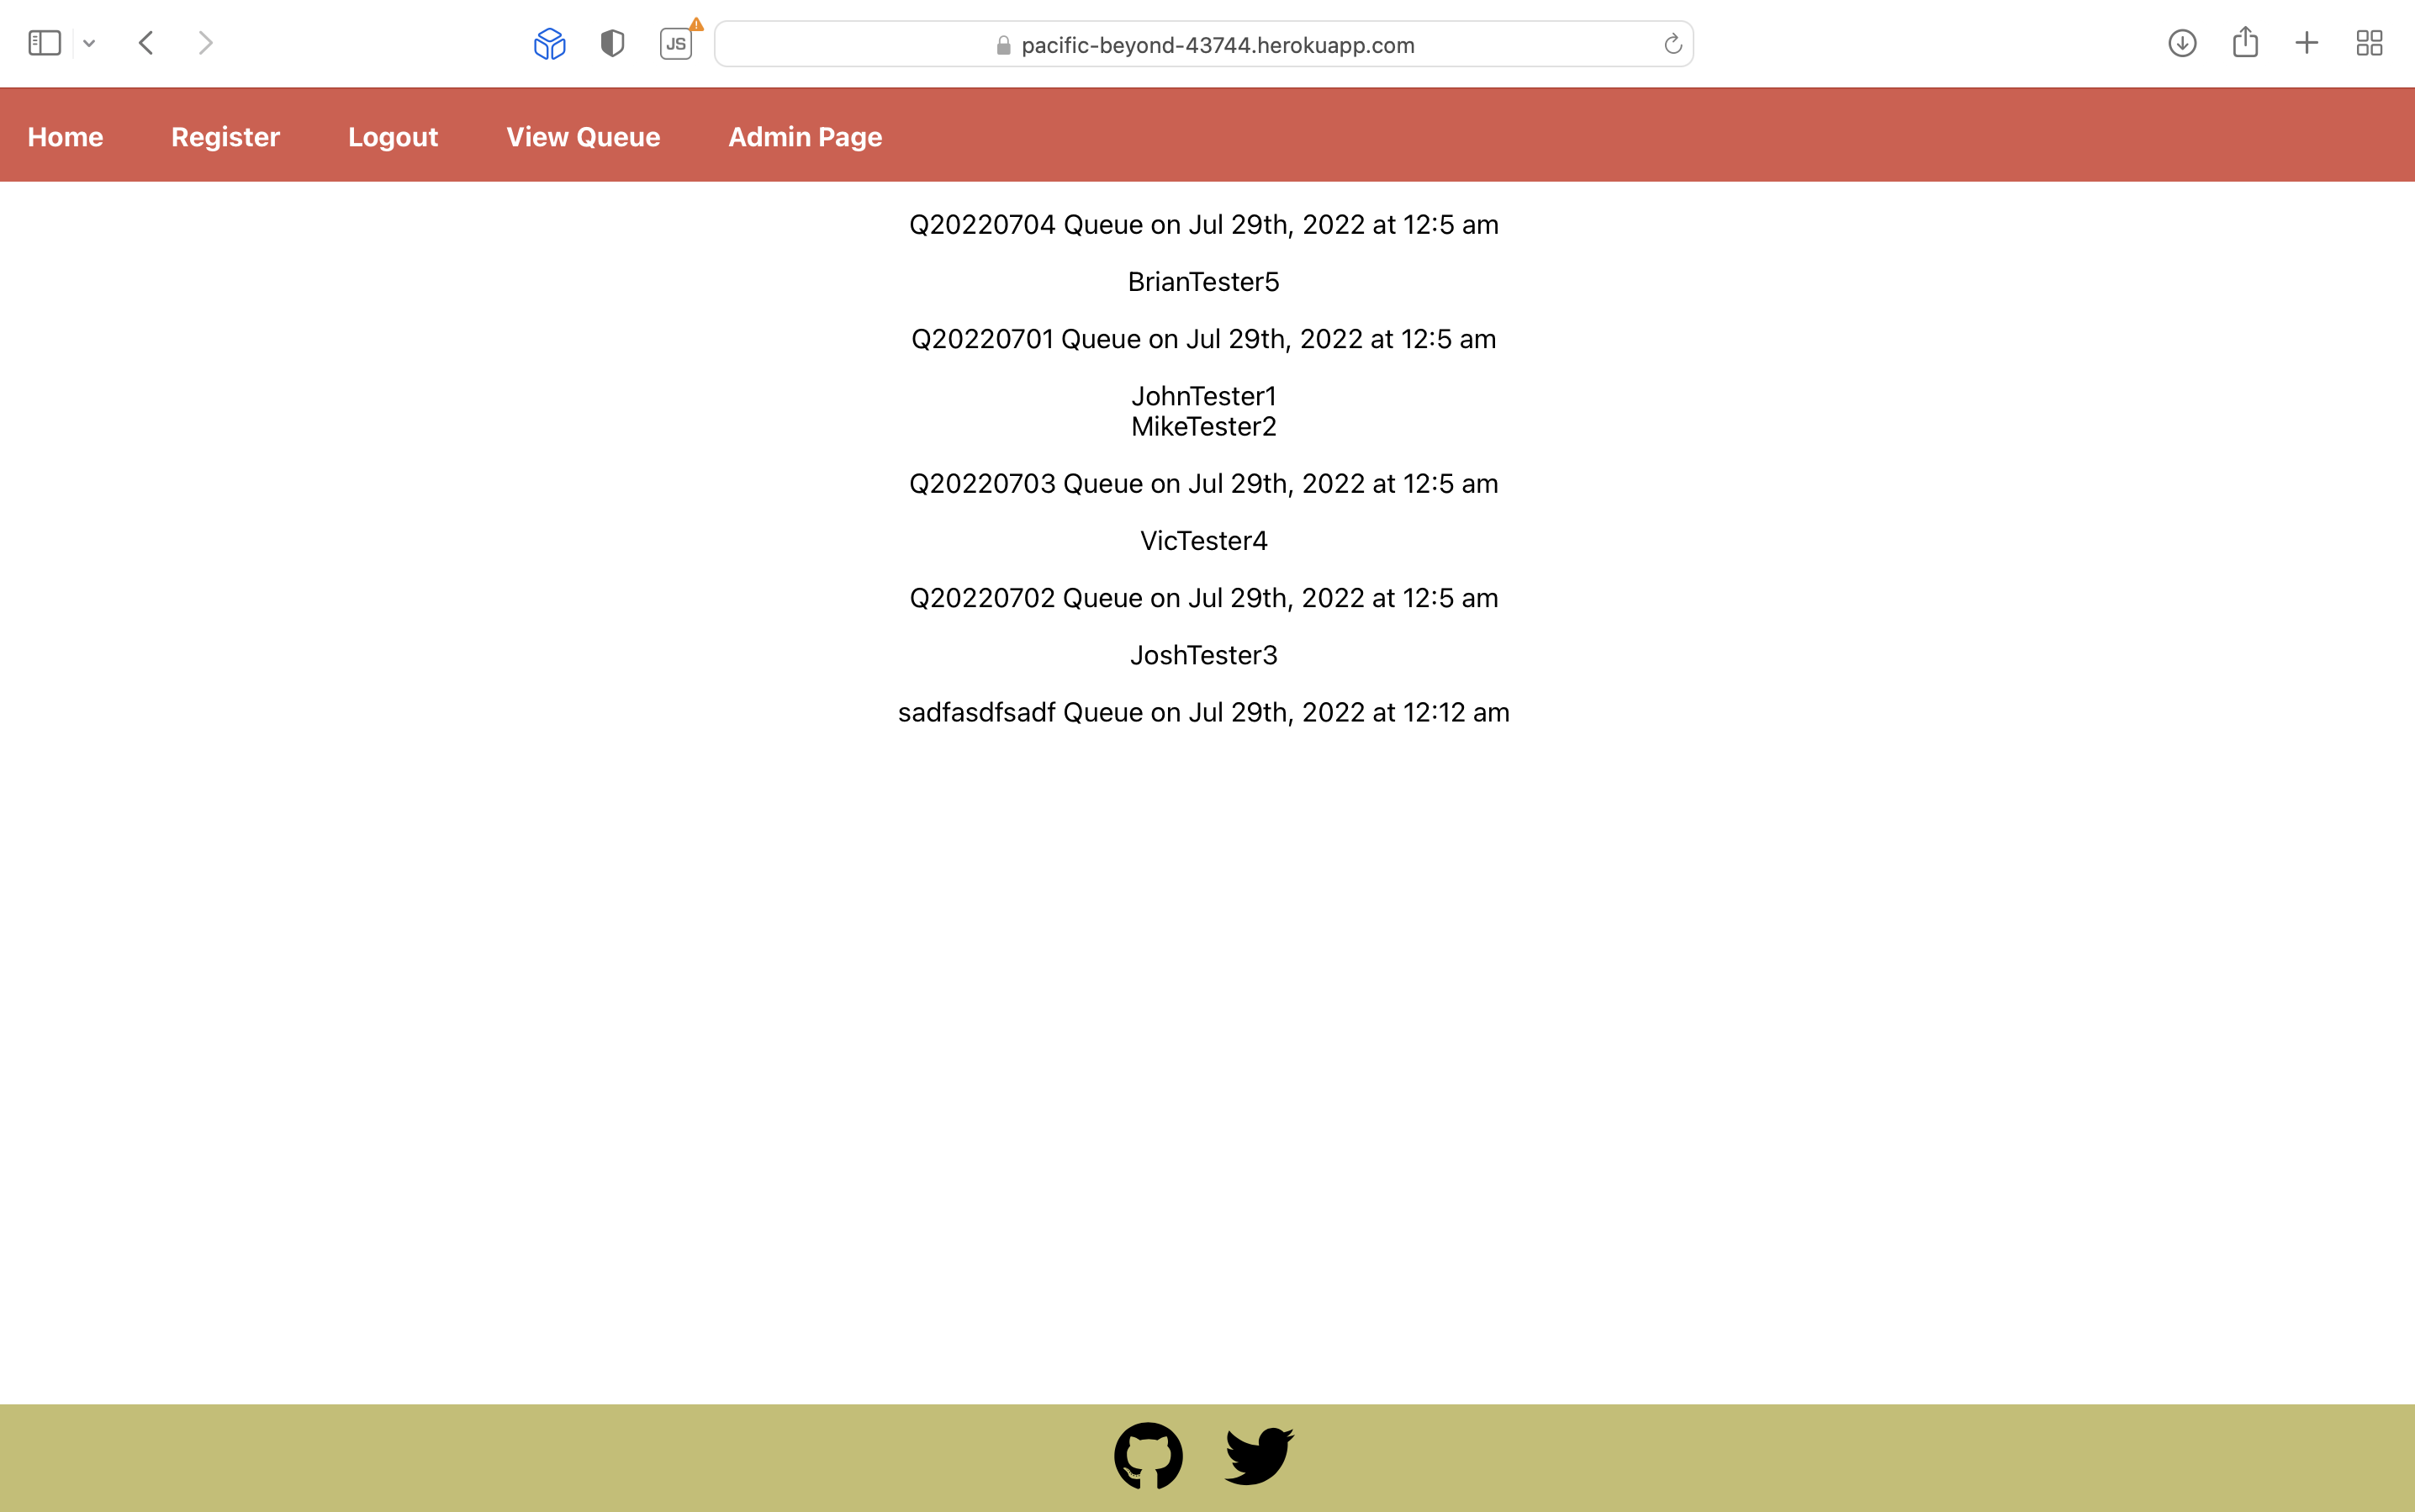 JS
pacific-beyond-43744.herokuapp.com
Home Register Logout View Queue Admin Page
Q20220704 Queue on Jul 29th, 2022 at 12:5 am
BrianTester5
Q20220701 Queue on Jul 29th, 2022 at 12:5 am
JohnTester1
MikeTester2
Q20220703 Queue on Jul 29th, 2022 at 12:5 am
VicTester4
Q20220702 Queue on Jul 29th, 2022 at 12:5 am
JoshTester3
sadfasdfsadf Queue on Jul 29th, 2022 at 12:12 am